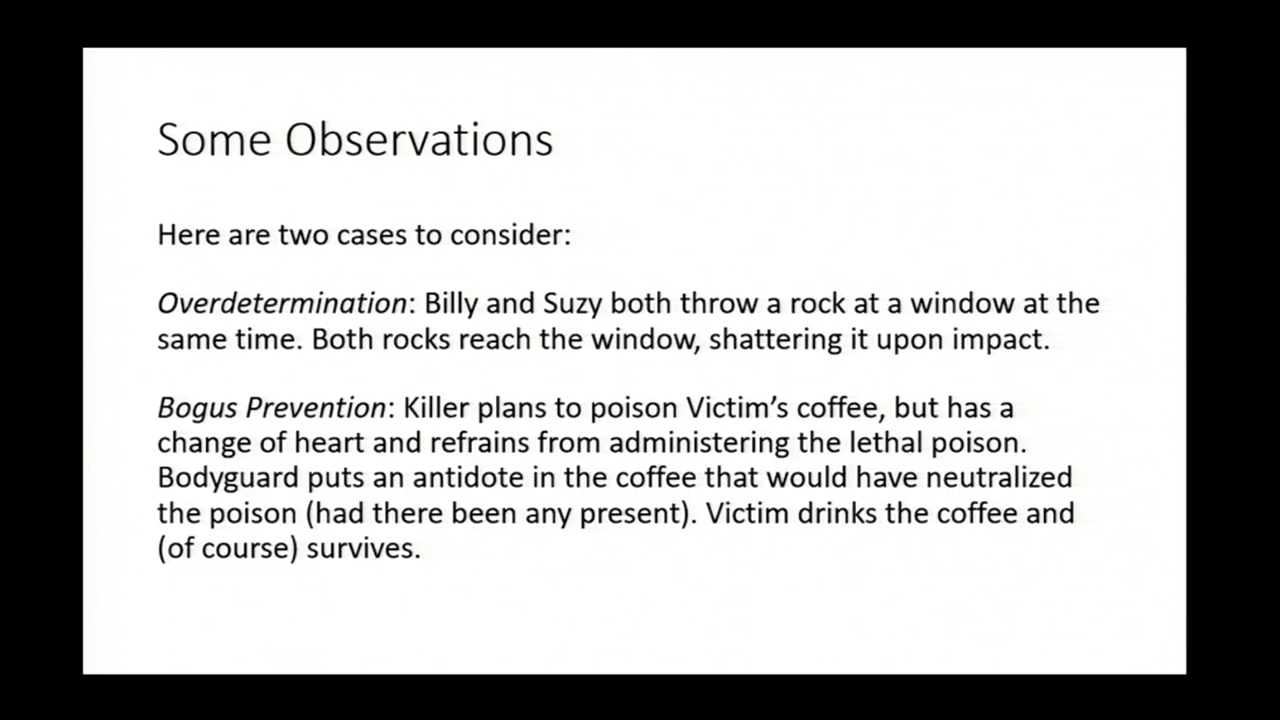 Some Observations
Here are two cases to consider:
Overdetermination: Billy and Suzy both throw a rock at a window at the
same time. Both rocks reach the window, shattering it upon impact.
Bogus Prevention: Killer plans to poison Victim’s coffee, but has a
change of heart and refrains from administering the lethal poison.
Bodyguard puts an antidote in the coffee that would have neutralized
the poison (had there been any present). Victim drinks the coffee and
(of course) survives.